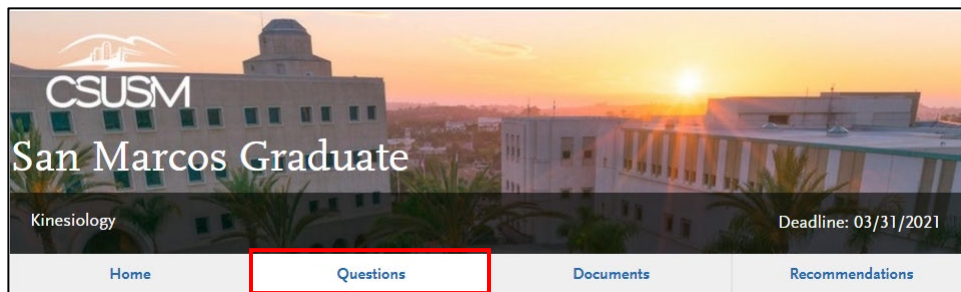 CSUSM
San Marcos Graduate
Kinesiology
Deadline: 03/31/2021
Home
Questions
Documents
Recommendations